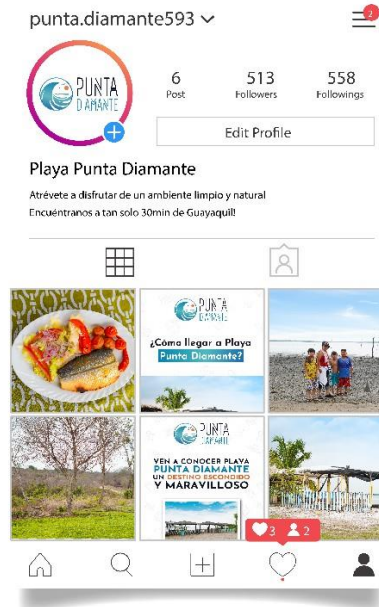 punta.diamante593
2
PUNTA
DIAMANTE
6
Post
513
Followers
558
Followings
Edit Profile
Playa Punta Diamante
Atrévete a disfrutar de un ambiente limpio y natural
Encuéntranos a tan solo 30min de Guayaquil!
PUNTA
DIAMANTE
¿Cómo llegar a Playa
Punta Diamante?
PUNTA
DIAMANTE
VEN A CONOCER PLAYA
PUNTA DIAMANTE
UN DESTINO ESCONDIDO
Y MARAVILLOSO
3 2